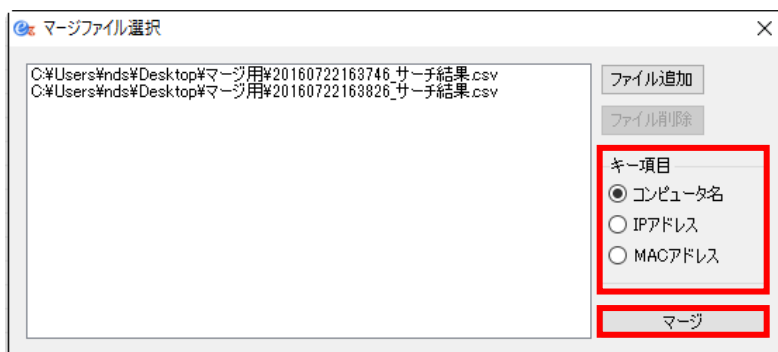 マージファイル選択
C:¥Users¥nds¥Desktop¥マージ用¥20160722163746_サーチ結果.csv
C:¥Users¥nds¥Desktop¥マージ用¥20160722163826_サーチ結果.csv
ファイル追加
ファイル削除
キー項目
コンピュータ名
IPアドレス
MACアドレス
マージ